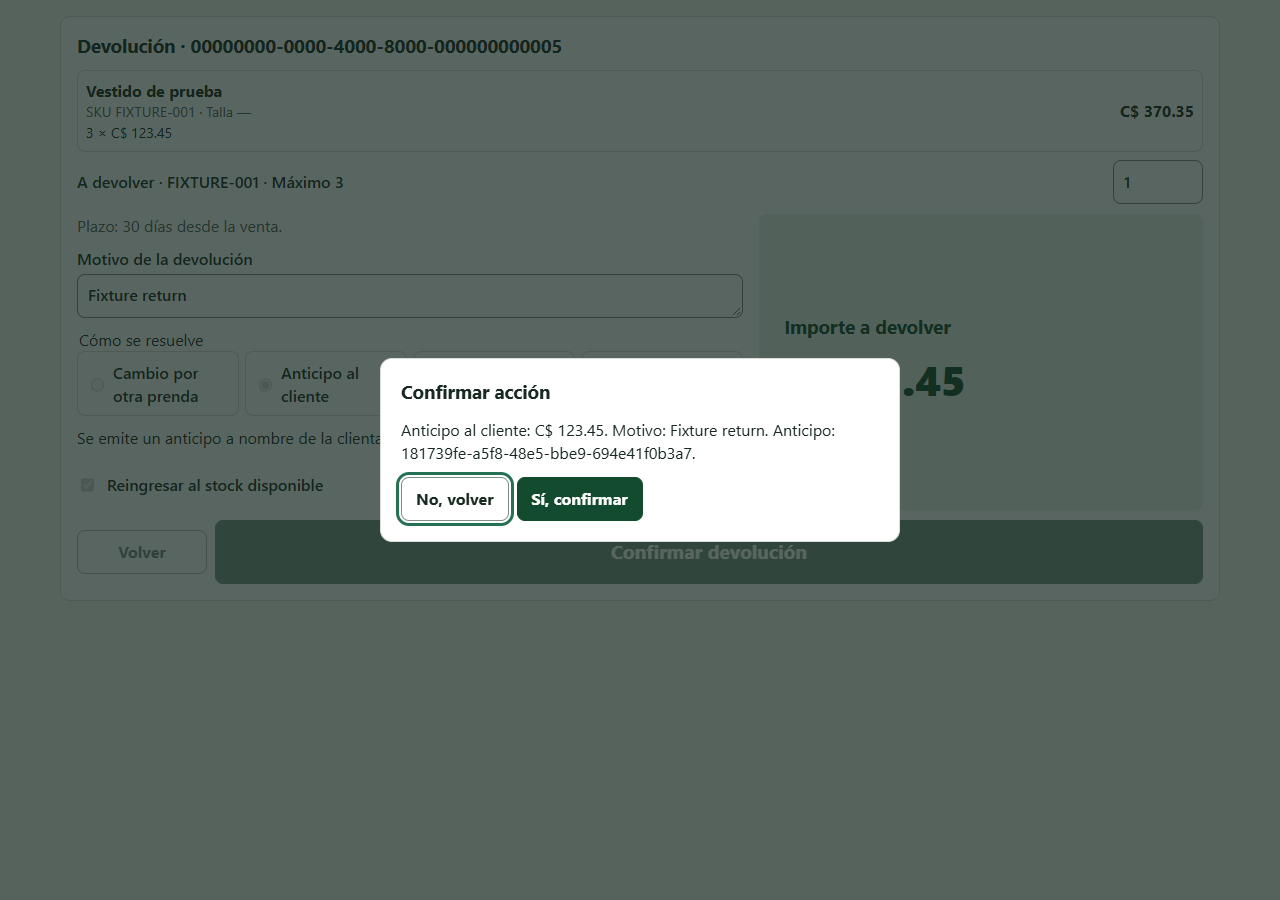 Devolución · 00000000-0000-4000-8000-000000000005
Vestido de prueba
SKU FIXTURE-001 · Talla —
3 × C$ 123.45
C$ 370.35
A devolver · FIXTURE-001 · Máximo 3
1
Plazo: 30 días desde la venta.
Motivo de la devolución
Fixture return
Cómo se resuelve
Cambio por
otra prenda
Anticipo al
cliente
Se emite un anticipo a nombre de la clienta
Reingresar al stock disponible
Importe a devolver
.45
Volver
Confirmar devolución
Confirmar acción
Anticipo al cliente: C$ 123.45. Motivo: Fixture return. Anticipo:
181739fe-a5f8-48e5-bbe9-694e41f0b3a7.
No, volver
Sí, confirmar